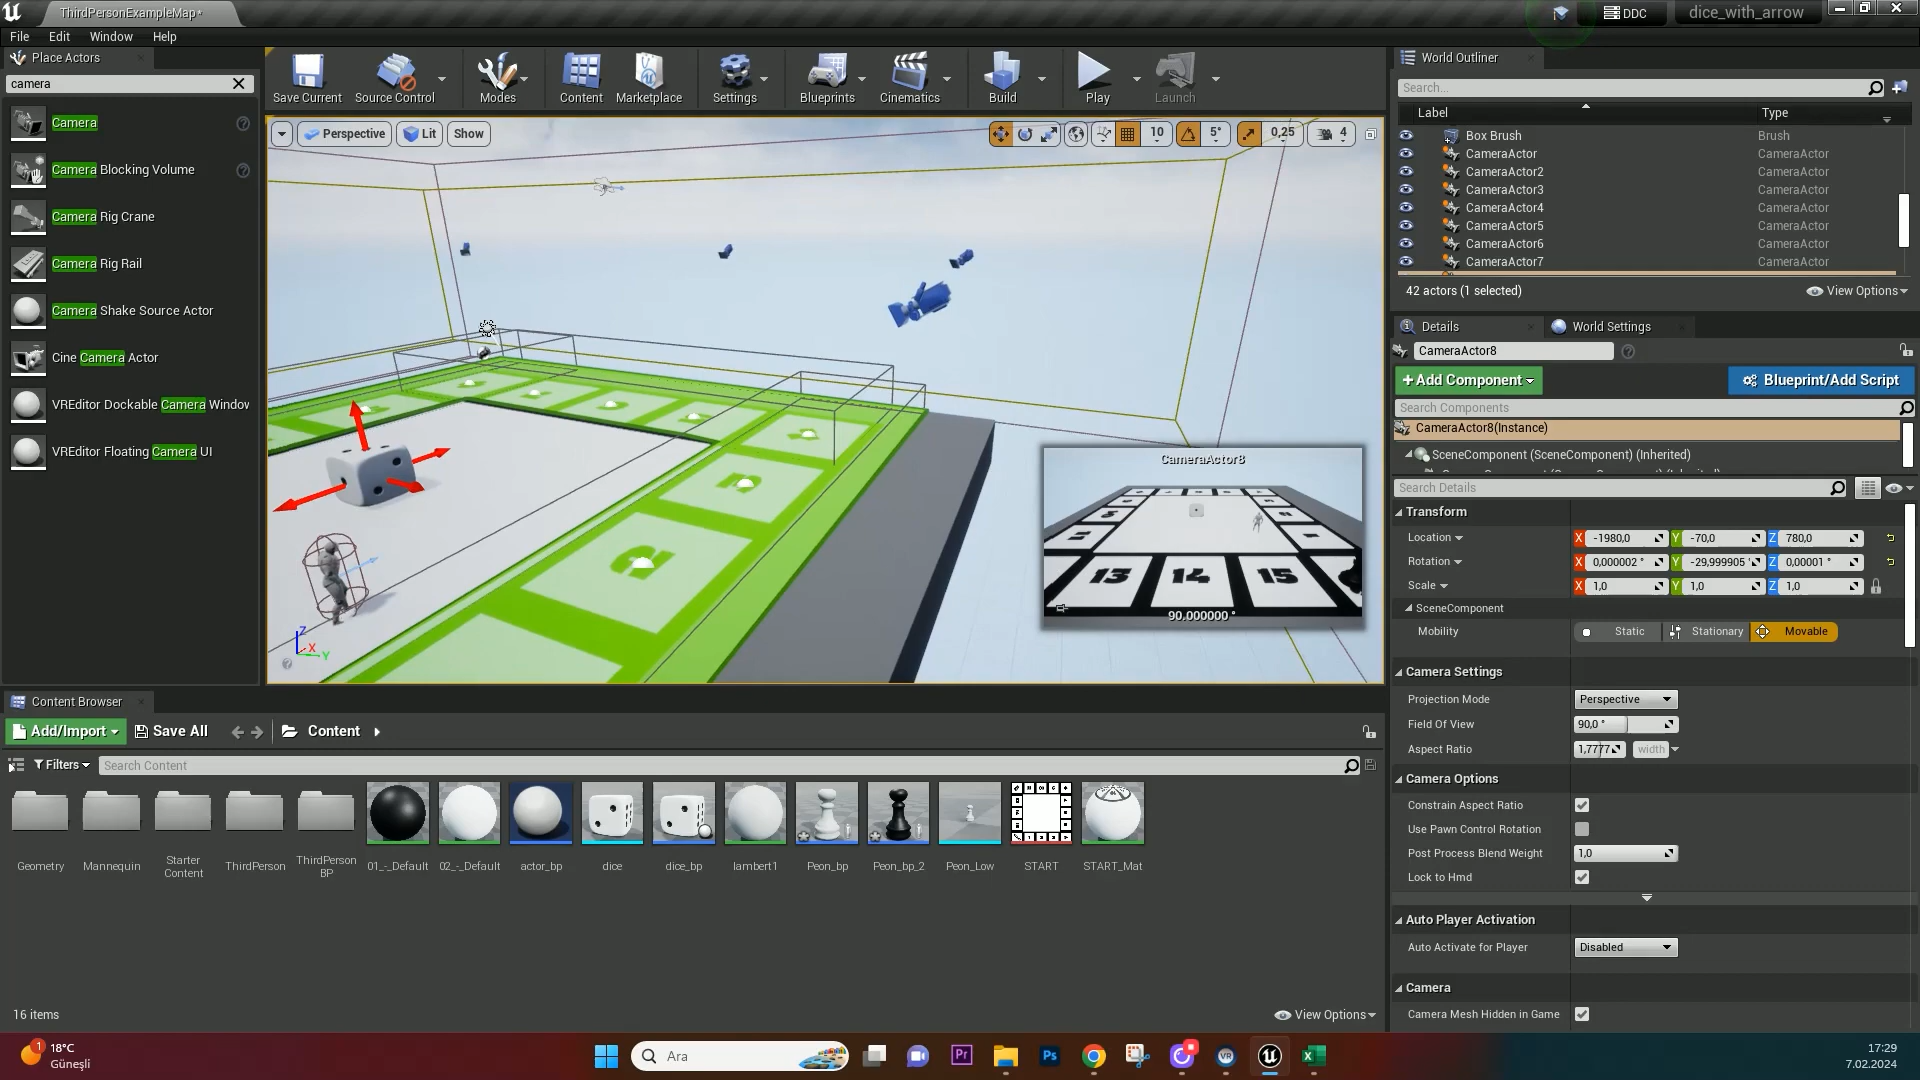 ThirdPersonExampleMap*
DDC
dice_with_arrow
File
Edit
Window
Help
Place Actors
camera
Camera
Camera Blocking Volume
Camera Rig Crane
Camera Rig Rail
Camera Shake Source Actor
Cine Camera Actor
VREditor Dockable Camera Window
VREditor Floating Camera UI
Save Current
Source Control
Modes
Content
Marketplace
Settings
Blueprints
Cinematics
Build
Play
Launch
Perspective
Lit
Show
10
5°
0,25
4
CameraActor8
13
14
15
90.000000 °
Z
X
Y
World Outliner
Search...
Label
Type
Box Brush
Brush
CameraActor
CameraActor
CameraActor2
CameraActor
CameraActor3
CameraActor
CameraActor4
CameraActor
CameraActor5
CameraActor
CameraActor6
CameraActor
CameraActor7
CameraActor
42 actors (1 selected)
View Options
Details
World Settings
CameraActor8
+Add Component
Blueprint/Add Script
Search Components
CameraActor8(Instance)
SceneComponent (SceneComponent) (Inherited)
Search Details
Transform
Location
X
-1980,0
Y
-70,0
Z
780,0
Rotation
X
0,000002 °
Y
-29,999905 °
Z
0,00001 °
Scale
X
1,0
Y
1,0
Z
1,0
SceneComponent
Mobility
Static
Stationary
Movable
Camera Settings
Projection Mode
Perspective
Field Of View
90,0 °
Aspect Ratio
1,7777
width
Camera Options
Constrain Aspect Ratio
Use Pawn Control Rotation
Post Process Blend Weight
1,0
Lock to Hmd
Auto Player Activation
Auto Activate for Player
Disabled
Camera
Camera Mesh Hidden in Game
Content Browser
Add/Import
Save All
Content
Filters
Search Content
Geometry
Mannequin
Starter
Content
ThirdPerson
ThirdPerson
BP
01_-_Default
02_-_Default
actor_bp
dice
dice_bp
lambert1
Peon_bp
Peon_bp_2
Peon_Low
START
START_Mat
16 items
View Options
1
18°C
Güneşli
Ara
Pr
Ps
VR
17:29
7.02.2024